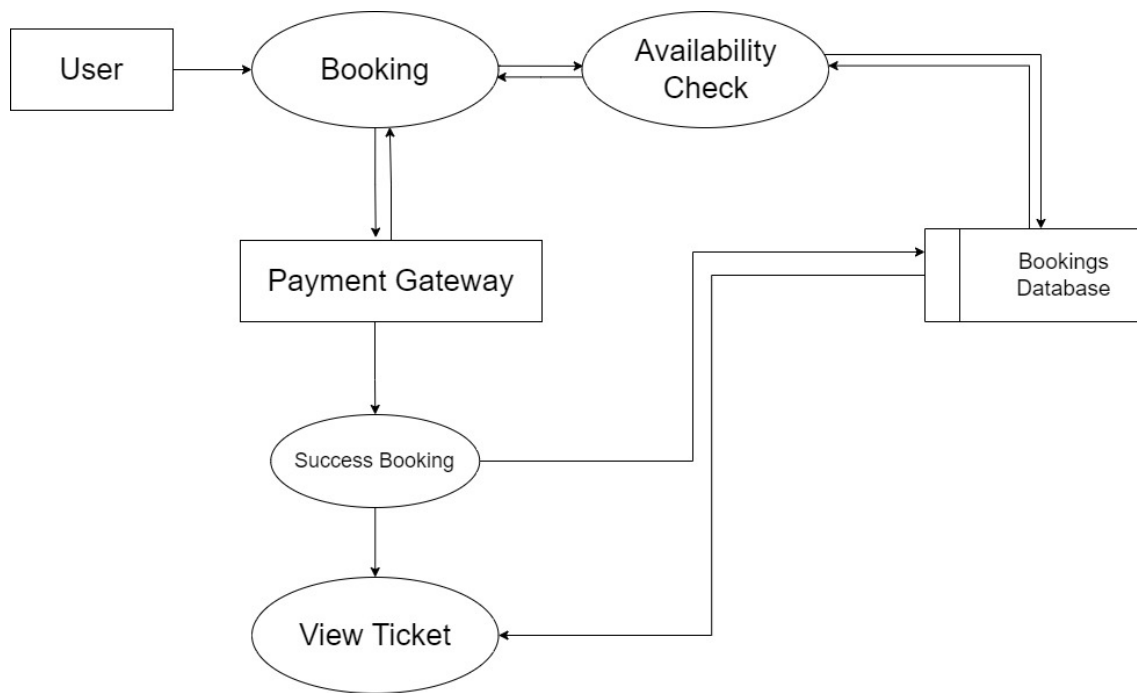 User
Booking
Availability
Check
Bookings
Database
Payment Gateway
Success Booking
View Ticket